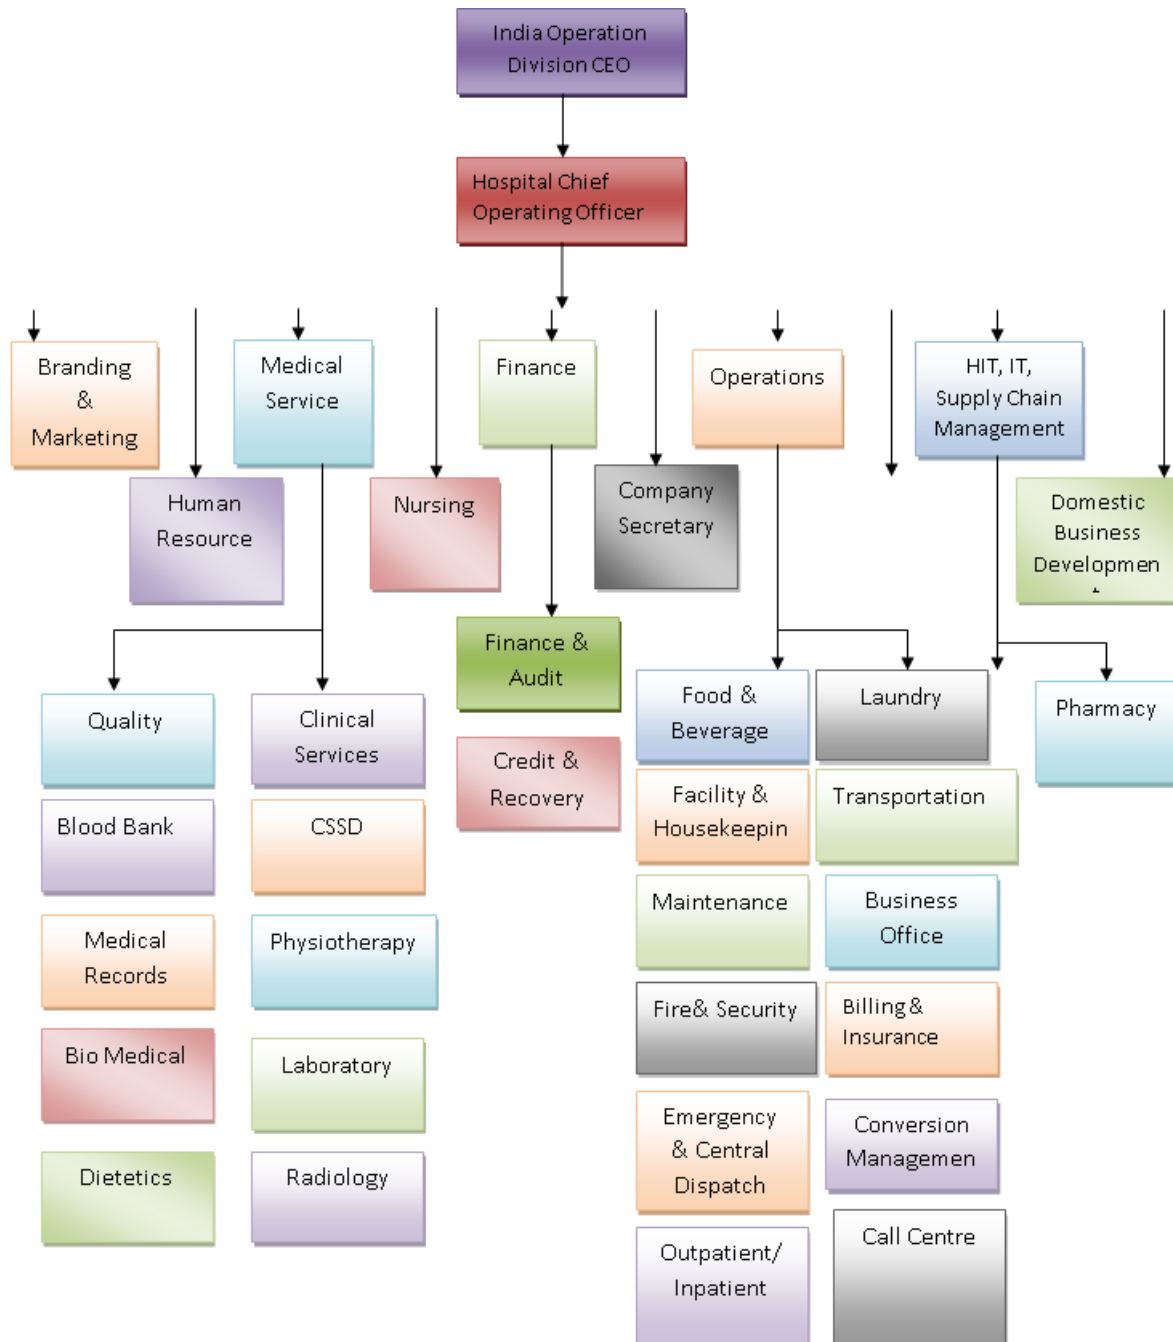 India Operation
Division CEO
Hospital Chief
Operating Officer
Branding
&
Marketing
Medical
Service
Finance
Operations
HIT, IT,
Supply Chain
Management
Human
Resource
Nursing
Company
Secretary
Domestic
Business
Developmen
Finance &
Audit
Quality
Clinical
Services
Credit &
Recovery
Food &
Beverage
Laundry
Pharmacy
Blood Bank
CSSD
Facility &
Housekeepin
Transportation
Medical
Records
Physiotherapy
Maintenance
Business
Office
Bio Medical
Laboratory
Fire& Security
Billing &
Insurance
Dietetics
Radiology
Emergency
& Central
Dispatch
Conversion
Managemen
Outpatient/
Inpatient
Call Centre